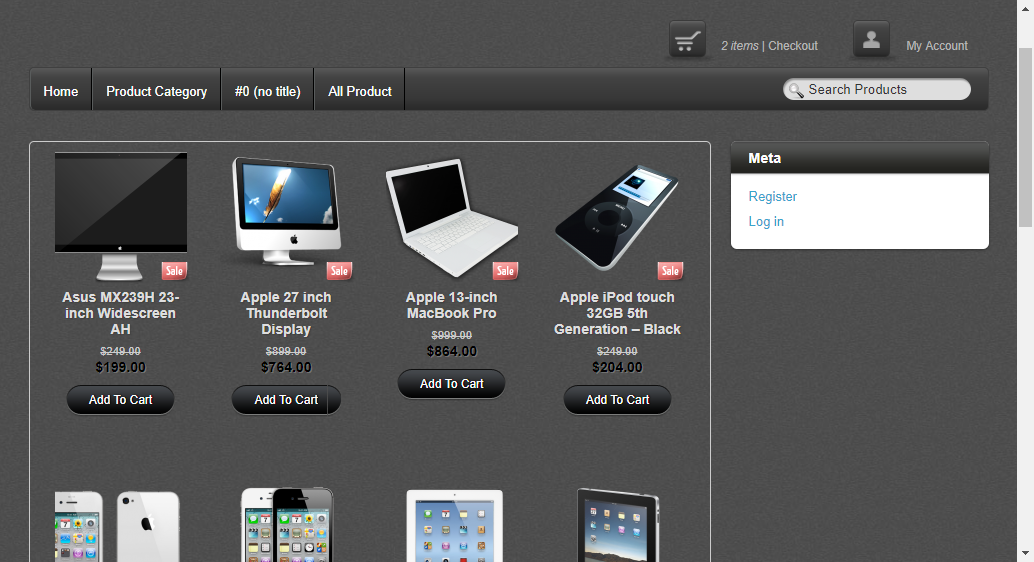 2 items | Checkout
My Account
Home
Product Category
#0 (no title)
All Product
Search Products
Meta
Register
Log in
Sale
Sale
Sale
Sale
Asus MX239H 23-
inch Widescreen
AH
$249.00
$199.00
Add To Cart
Apple 27 inch
Thunderbolt
Display
$899.00
$764.00
Add To Cart
Apple 13-inch
MacBook Pro
$999.00
$864.00
Add To Cart
Apple iPod touch
32GB 5th
Generation – Black
$249.00
$204.00
Add To Cart